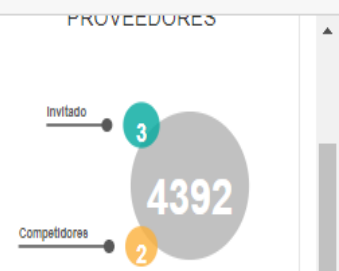 PROVEEDORES
Invitado
3
4392
Competidores
2